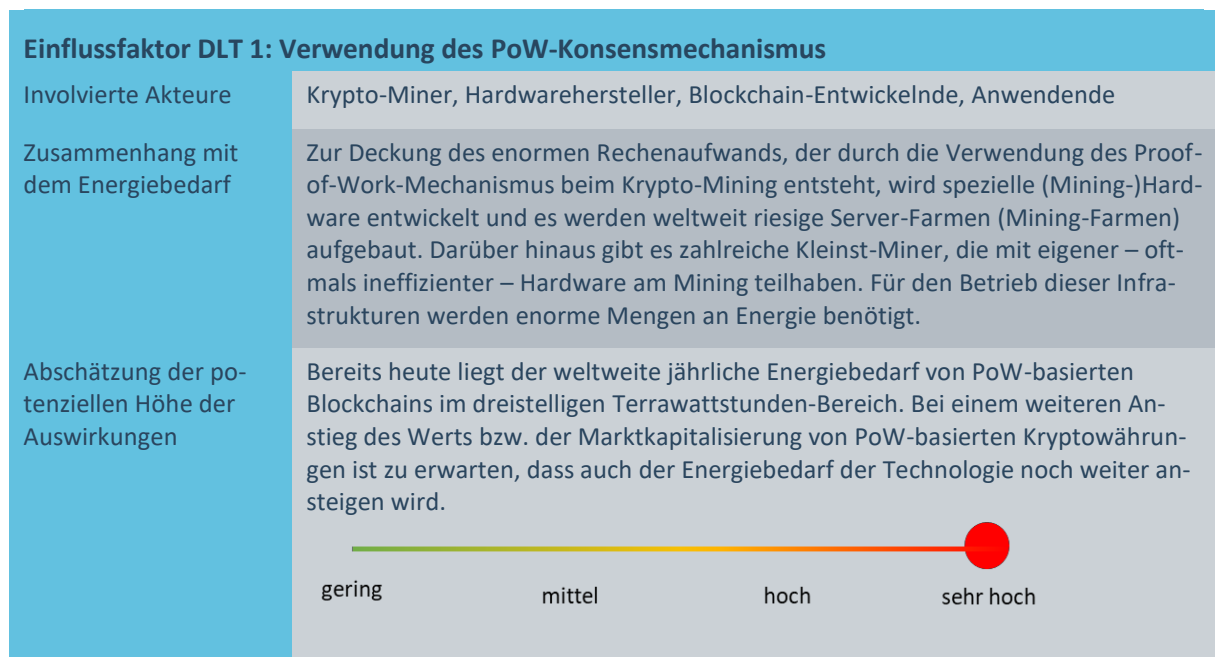 Einflussfaktor DLT 1: Verwendung des PoW-Konsensmechanismus
Involvierte Akteure
Krypto-Miner, Hardwarehersteller, Blockchain-Entwickelnde, Anwendende
Zusammenhang mit
dem Energiebedarf
Zur Deckung des enormen Rechenaufwands, der durch die Verwendung des Proof-
of-Work-Mechanismus beim Krypto-Mining entsteht, wird spezielle (Mining-)Hard-
ware entwickelt und es werden weltweit riesige Server-Farmen (Mining-Farmen)
aufgebaut. Darüber hinaus gibt es zahlreiche Kleinst-Miner, die mit eigener – oft-
mals ineffizienter – Hardware am Mining teilhaben. Für den Betrieb dieser Infra-
strukturen werden enorme Mengen an Energie benötigt.
Abschätzung der po-
tenziellen Höhe der
Auswirkungen
Bereits heute liegt der weltweite jährliche Energiebedarf von PoW-basierten
Blockchains im dreistelligen Terrawattstunden-Bereich. Bei einem weiteren An-
stieg des Werts bzw. der Marktkapitalisierung von PoW-basierten Kryptowährun-
gen ist zu erwarten, dass auch der Energiebedarf der Technologie noch weiter an-
steigen wird.
gering mittel hoch sehr hoch